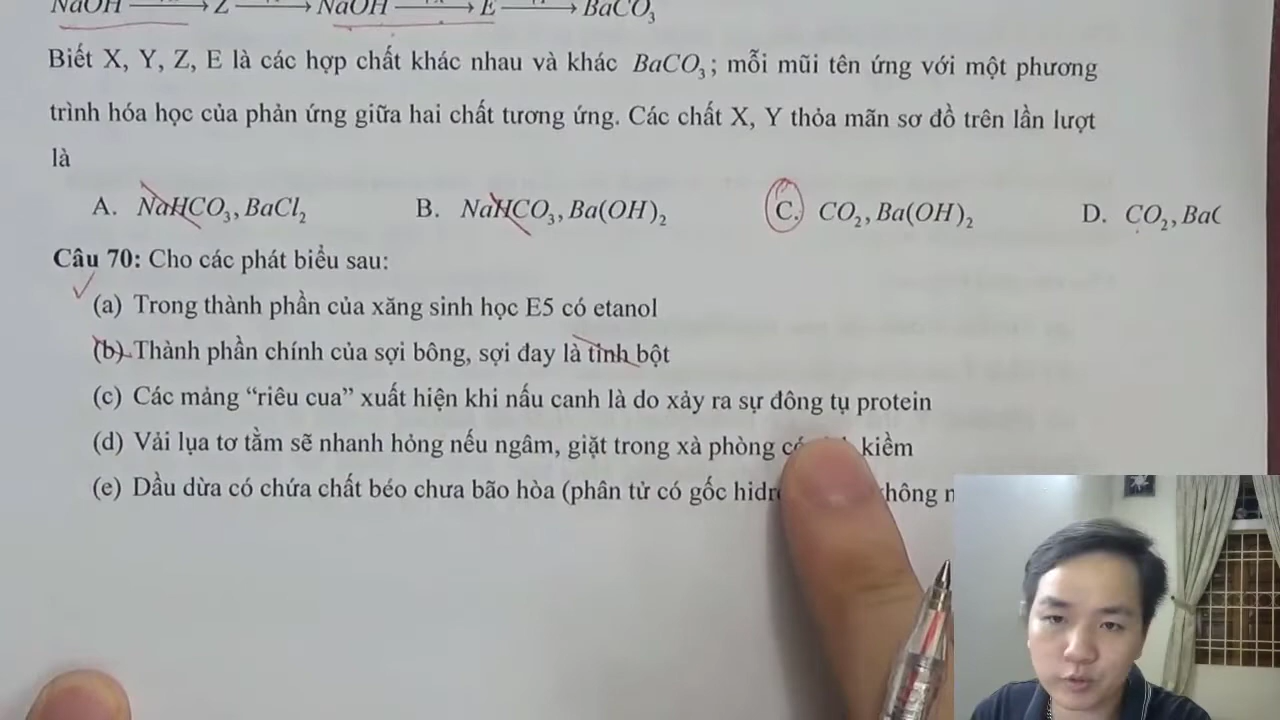 NaOH → Z → NaOH → E → BaCO₃
Biết X, Y, Z, E là các hợp chất khác nhau và khác BaCO₃; mỗi mũi tên ứng với một phương
trình hóa học của phản ứng giữa hai chất tương ứng. Các chất X, Y thỏa mãn sơ đồ trên lần lượt
là
A. NaHCO₃, BaCl₂ B. NaHCO₃, Ba(OH)₂ C. CO₂, Ba(OH)₂ D. CO₂,
Câu 70: Cho các phát biểu sau:
(a) Trong thành phần của xăng sinh học E5 có etanol
(b) Thành phần chính của sợi bông, sợi đay là tinh bột
(c) Các mảng “riêu cua” xuất hiện khi nấu canh là do xảy ra sự đông tụ protein
(d) Vải lụa tơ tằm sẽ nhanh hỏng nếu ngâm, giặt trong xà phòng có kiềm
(e) Dầu dừa có chứa chất béo chưa bão hòa (phân tử có gốc